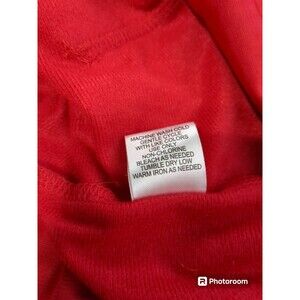 MACHINE WASH COLD
GENTLE CYCLE
WITH LIKE COLORS
USE ONLY
NON-CHLORINE
BLEACH AS NEEDED
TUMBLE DRY LOW
WARM IRON AS NEEDED
Photoroom